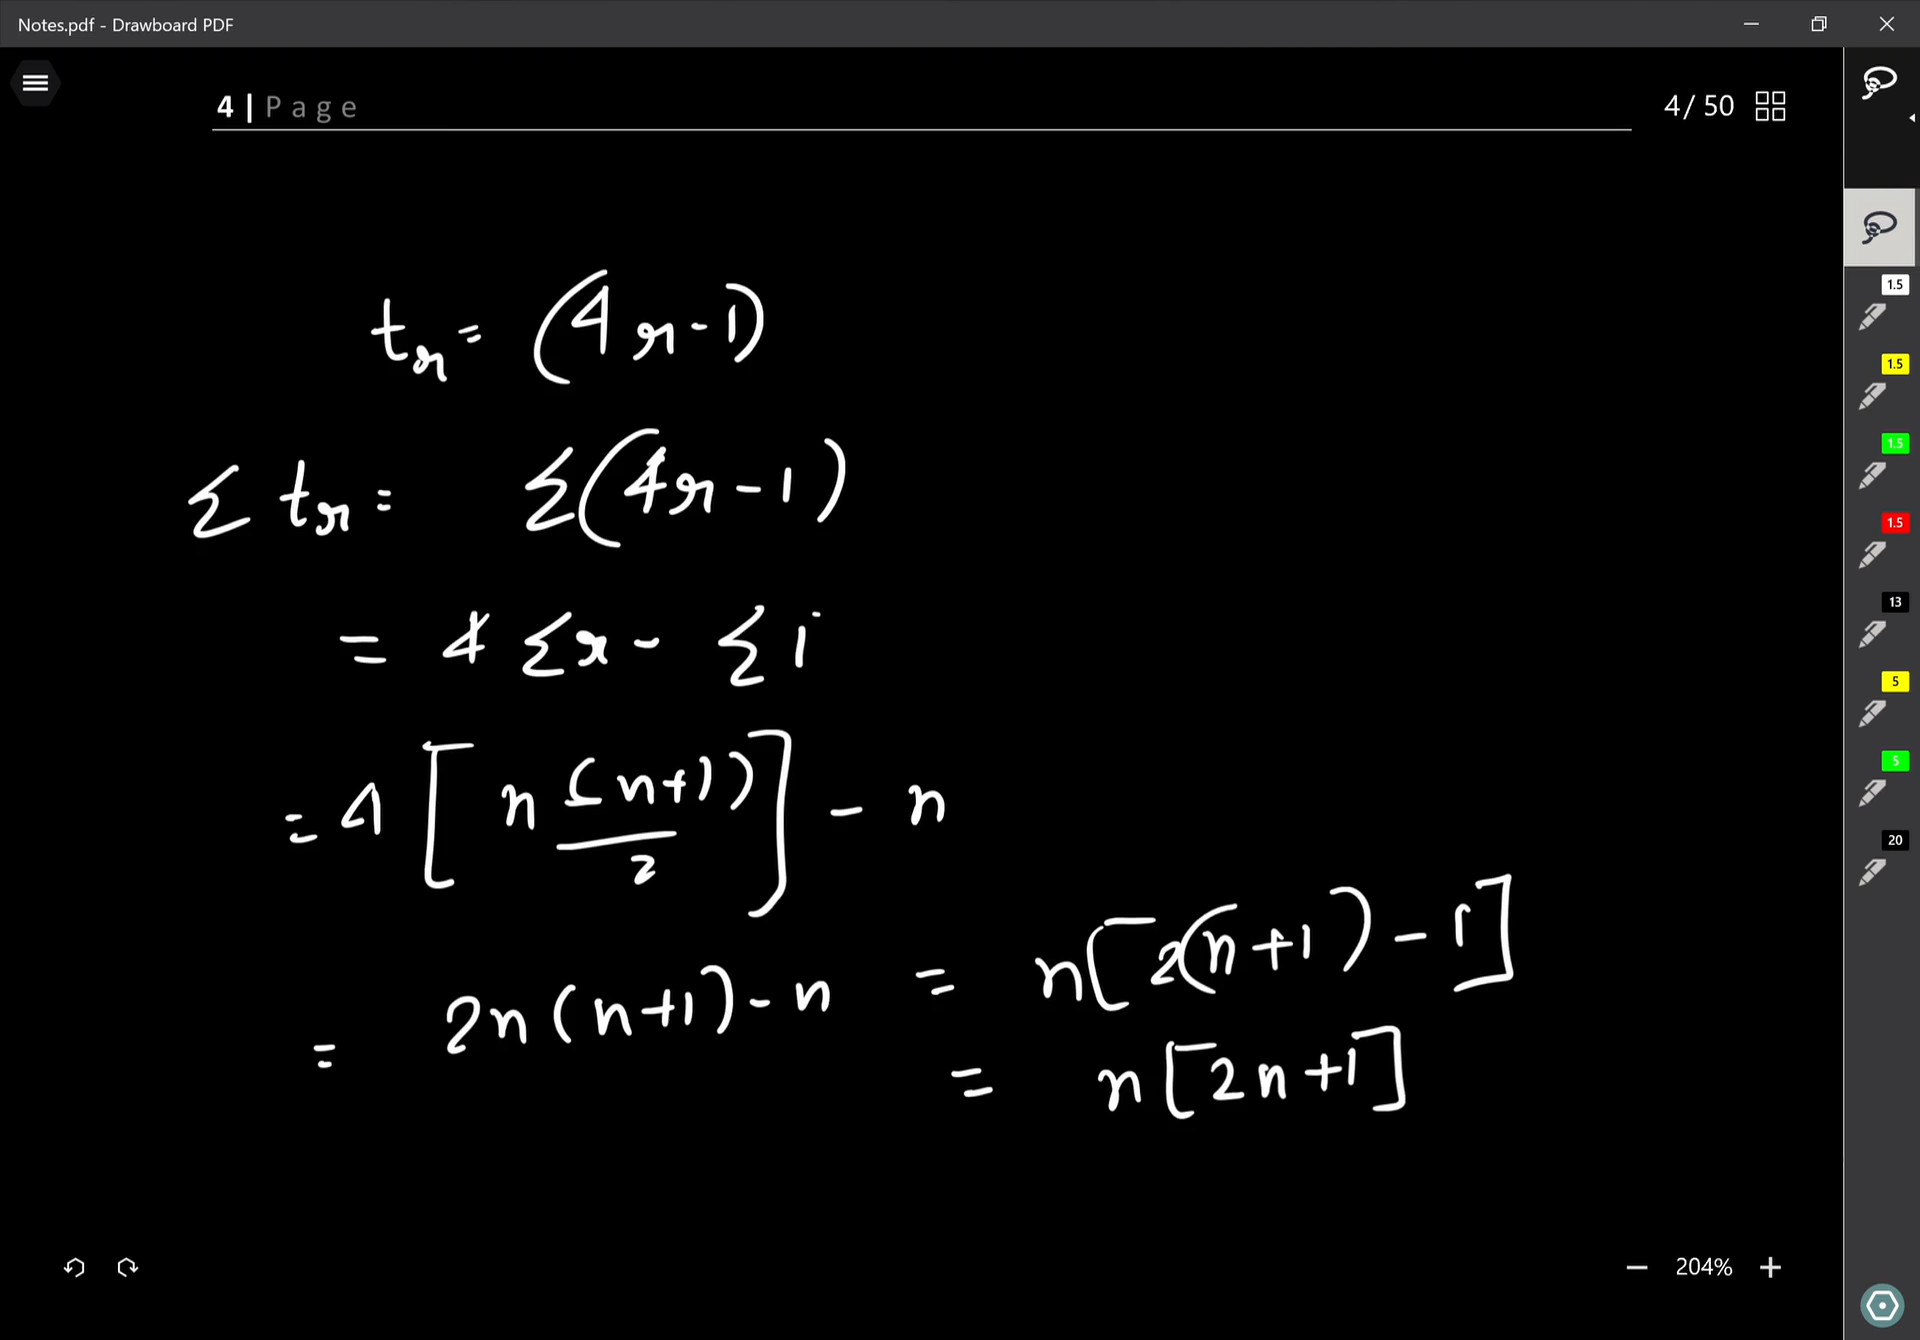 Notes.pdf - Drawboard PDF
4 | Page
4/ 50
t_r = (4r-1)
Σ t_r = Σ(4r-1)
= 4 Σr - Σ1
= 4 [n(n+1)/2] - n
= 2n(n+1) - n = n[2(n+1)-1]
= n[2n+1]
1.5
1.5
1.5
1.5
13
5
5
20
204%